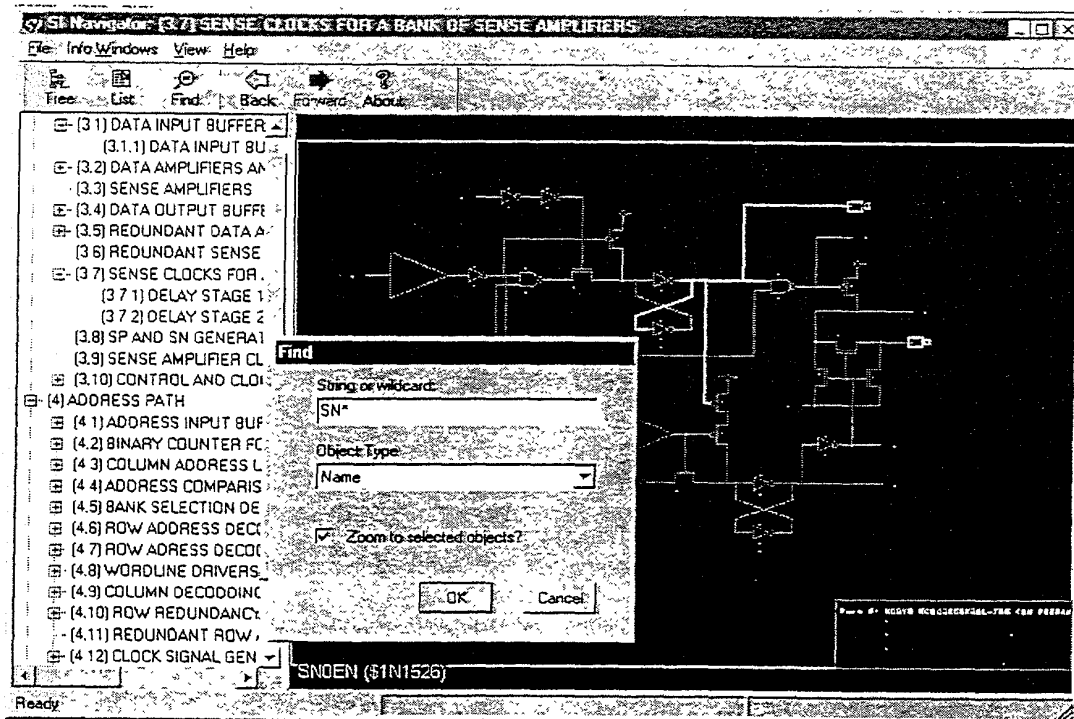 SI Navigator: [3.7] SENSE CLOCKS FOR A BANK OF SENSE AMPLIFIERS
File Info Windows View Help
Tree List Find Back Forward About
[3.1] DATA INPUT BUFFER
[3.1.1] DATA INPUT BU
[3.2] DATA AMPLIFIERS AN
[3.3] SENSE AMPLIFIERS
[3.4] DATA OUTPUT BUFFE
[3.5] REDUNDANT DATA A
[3.6] REDUNDANT SENSE
[3.7] SENSE CLOCKS FOR
[3.7.1] DELAY STAGE 1
[3.7.2] DELAY STAGE 2
[3.8] SP AND SN GENERAT
[3.9] SENSE AMPLIFIER CL
[3.10] CONTROL AND CLO
[4] ADDRESS PATH
[4.1] ADDRESS INPUT BUF
[4.2] BINARY COUNTER FO
[4.3] COLUMN ADDRESS L
[4.4] ADDRESS COMPARIS
[4.5] BANK SELECTION DE
[4.6] ROW ADDRESS DECO
[4.7] ROW ADRESS DECOD
[4.8] WORDLINE DRIVERS
[4.9] COLUMN DECODDING
[4.10] ROW REDUNDANCY
[4.11] REDUNDANT ROW
[4.12] CLOCK SIGNAL GEN
Find
String or wildcard:
SN*
Object Type:
Name
Zoom to selected objects?
OK Cancel
SN0EN ($1N1526)
Ready